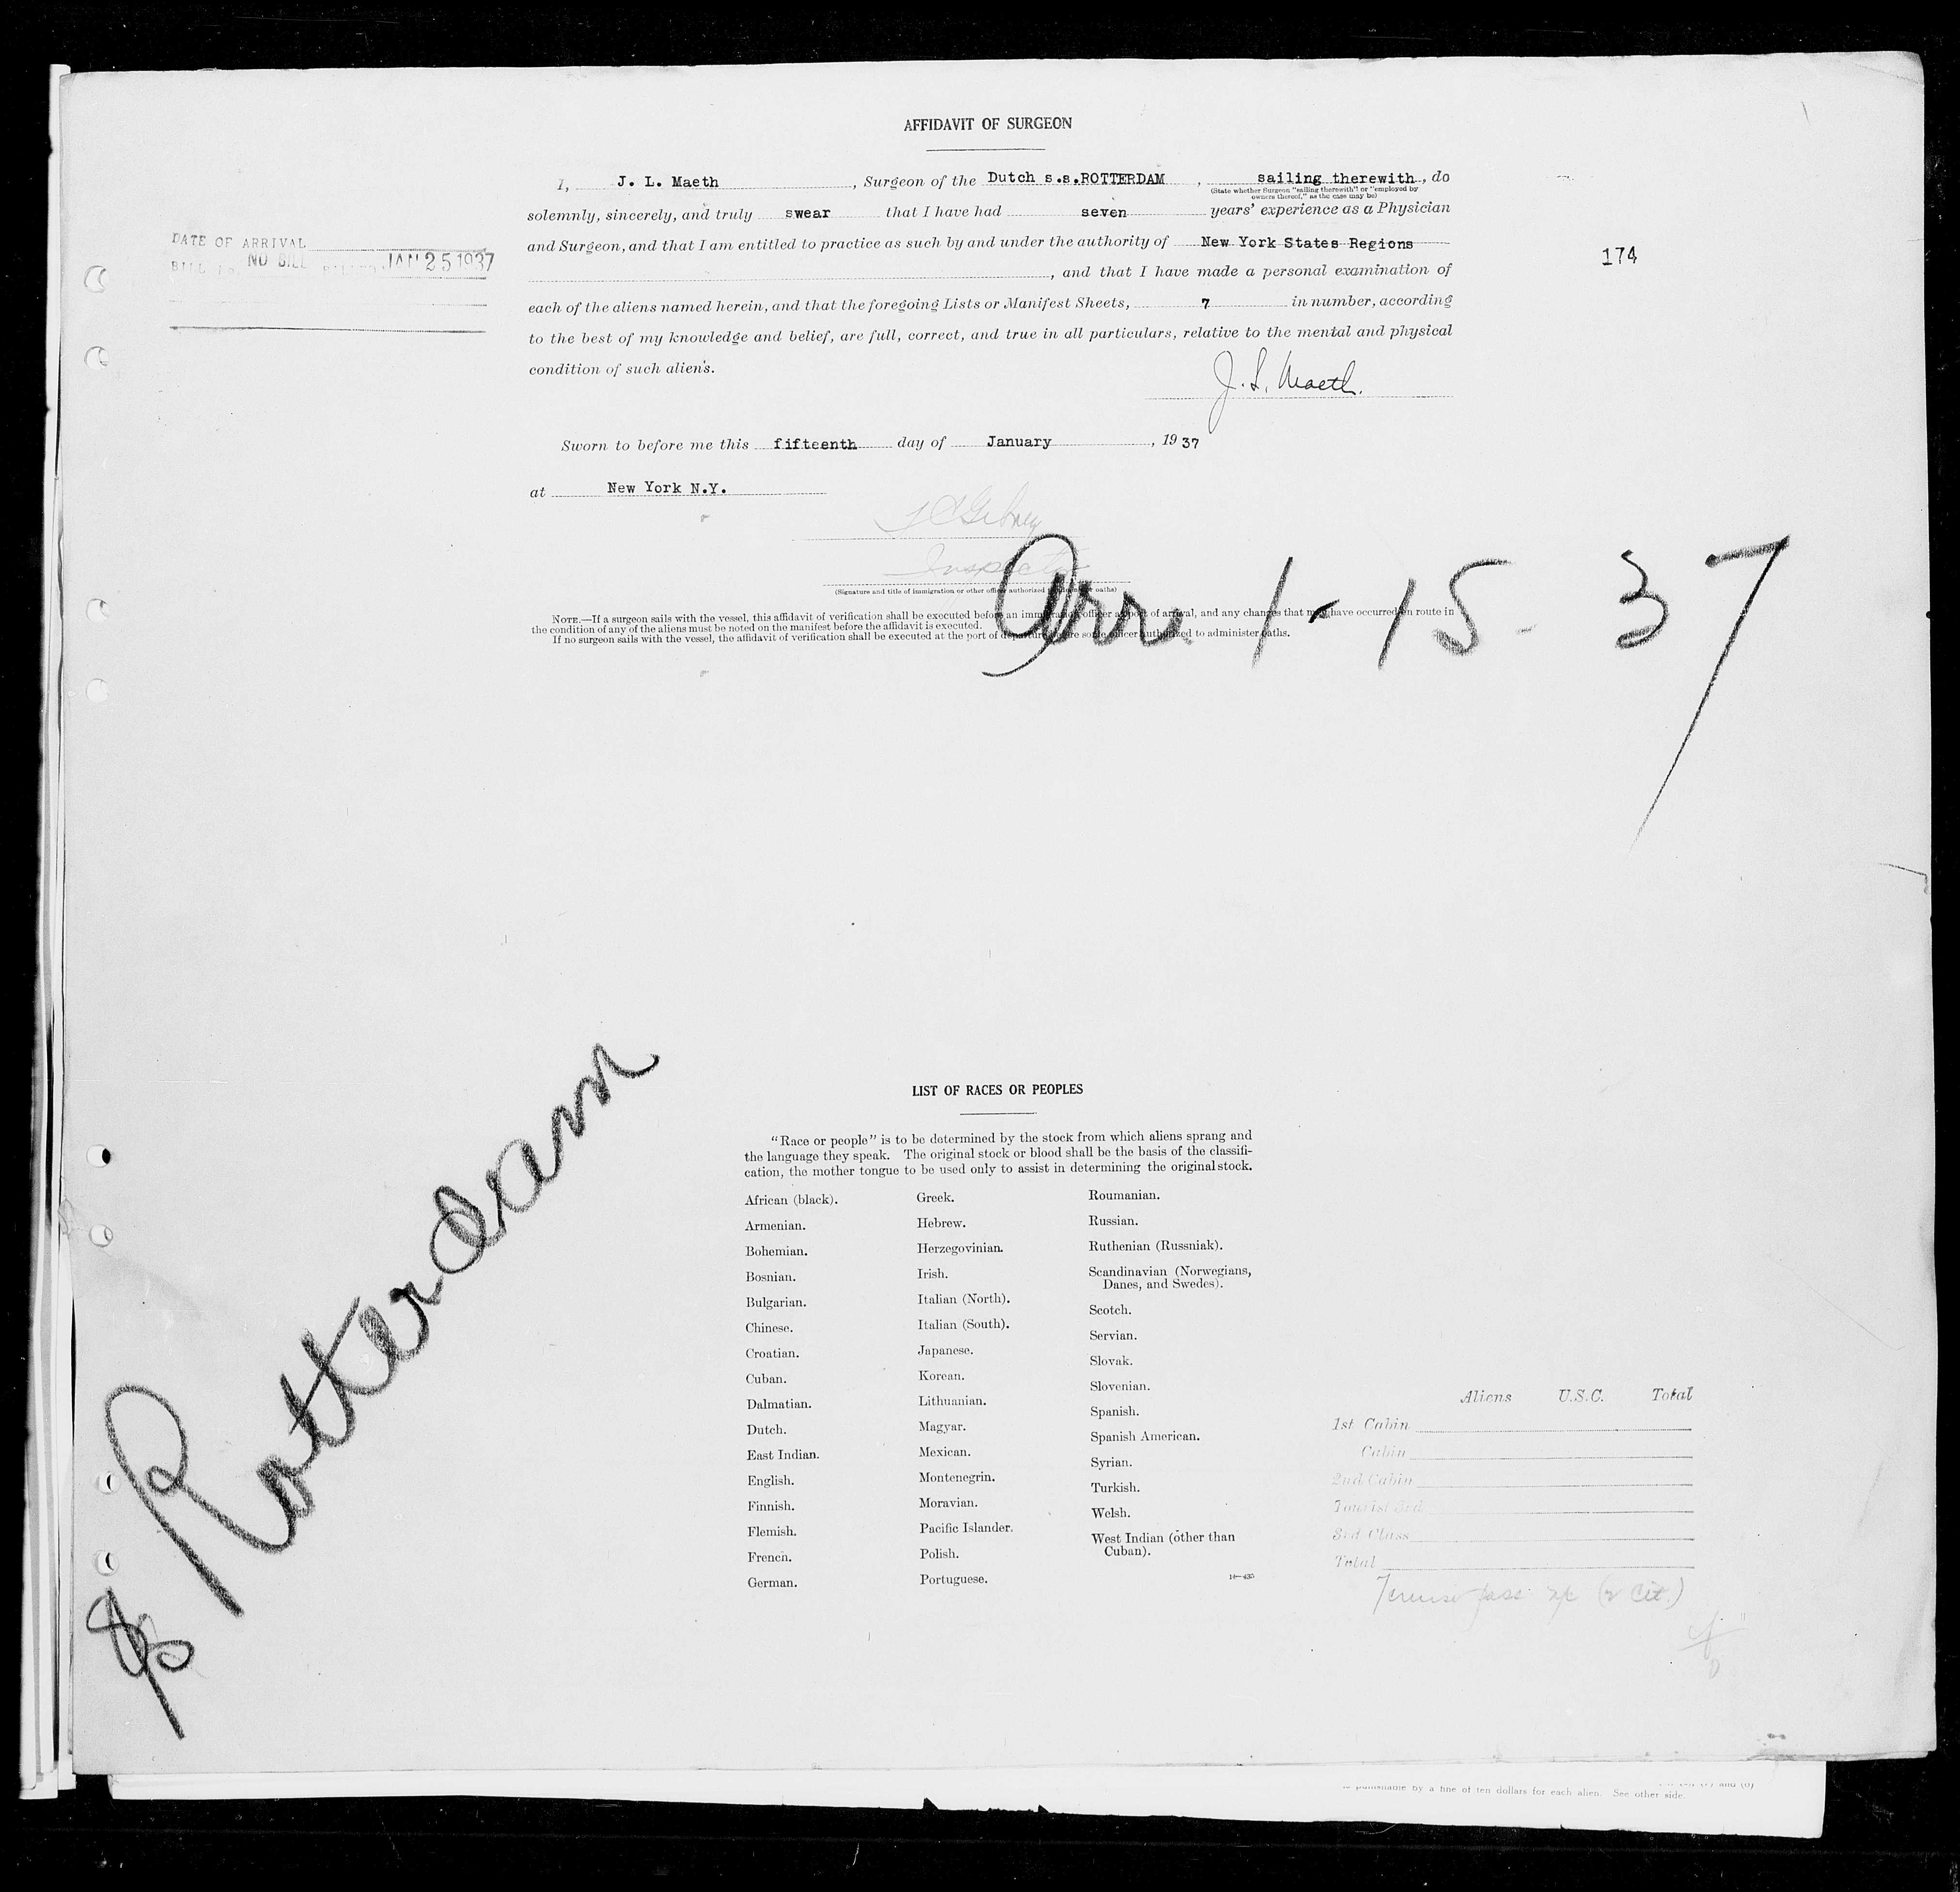 AFFIDAVIT OF SURGEON
I, J. L. Maeth, Surgeon of the Dutch s.s.ROTTERDAM, sailing therewith, do
(State whether Surgeon "sailing therewith" or "employed by
owners thereof," as the case may be)
solemnly, sincerely, and truly swear that I have had seven years' experience as a Physician
and Surgeon, and that I am entitled to practice as such by and under the authority of New York States Regions
, and that I have made a personal examination of
each of the aliens named herein, and that the foregoing Lists or Manifest Sheets, 7 in number, according
to the best of my knowledge and belief, are full, correct, and true in all particulars, relative to the mental and physical
condition of such aliens.
J. L. Maeth.
DATE OF ARRIVAL
NO BILL JAN 25 1937
174
Sworn to before me this fifteenth day of January, 1937
at New York N.Y.
Inspector
(Signature and title of immigration or other officer authorized to administer oaths)
Arr. 1-15-37
NOTE.—If a surgeon sails with the vessel, this affidavit of verification shall be executed before an immigration officer at port of arrival, and any changes that may have occurred en route in
the condition of any of the aliens must be noted on the manifest before the affidavit is executed.
If no surgeon sails with the vessel, the affidavit of verification shall be executed at the port of departure before some officer authorized to administer oaths.
S/S Rotterdam
LIST OF RACES OR PEOPLES
"Race or people" is to be determined by the stock from which aliens sprang and
the language they speak. The original stock or blood shall be the basis of the classifi-
cation, the mother tongue to be used only to assist in determining the original stock.
African (black).
Armenian.
Bohemian.
Bosnian.
Bulgarian.
Chinese.
Croatian.
Cuban.
Dalmatian.
Dutch.
East Indian.
English.
Finnish.
Flemish.
French.
German.
Greek.
Hebrew.
Herzegovinian.
Irish.
Italian (North).
Italian (South).
Japanese.
Korean.
Lithuanian.
Magyar.
Mexican.
Montenegrin.
Moravian.
Pacific Islander.
Polish.
Portuguese.
Roumanian.
Russian.
Ruthenian (Russniak).
Scandinavian (Norwegians,
Danes, and Swedes).
Scotch.
Servian.
Slovak.
Slovenian.
Spanish.
Spanish American.
Syrian.
Turkish.
Welsh.
West Indian (other than
Cuban).
Aliens U.S.C. Total
1st Cabin
Cabin
2nd Cabin
Tourist 3rd
3rd Class
Total
by a fine of ten dollars for each alien. See other side.